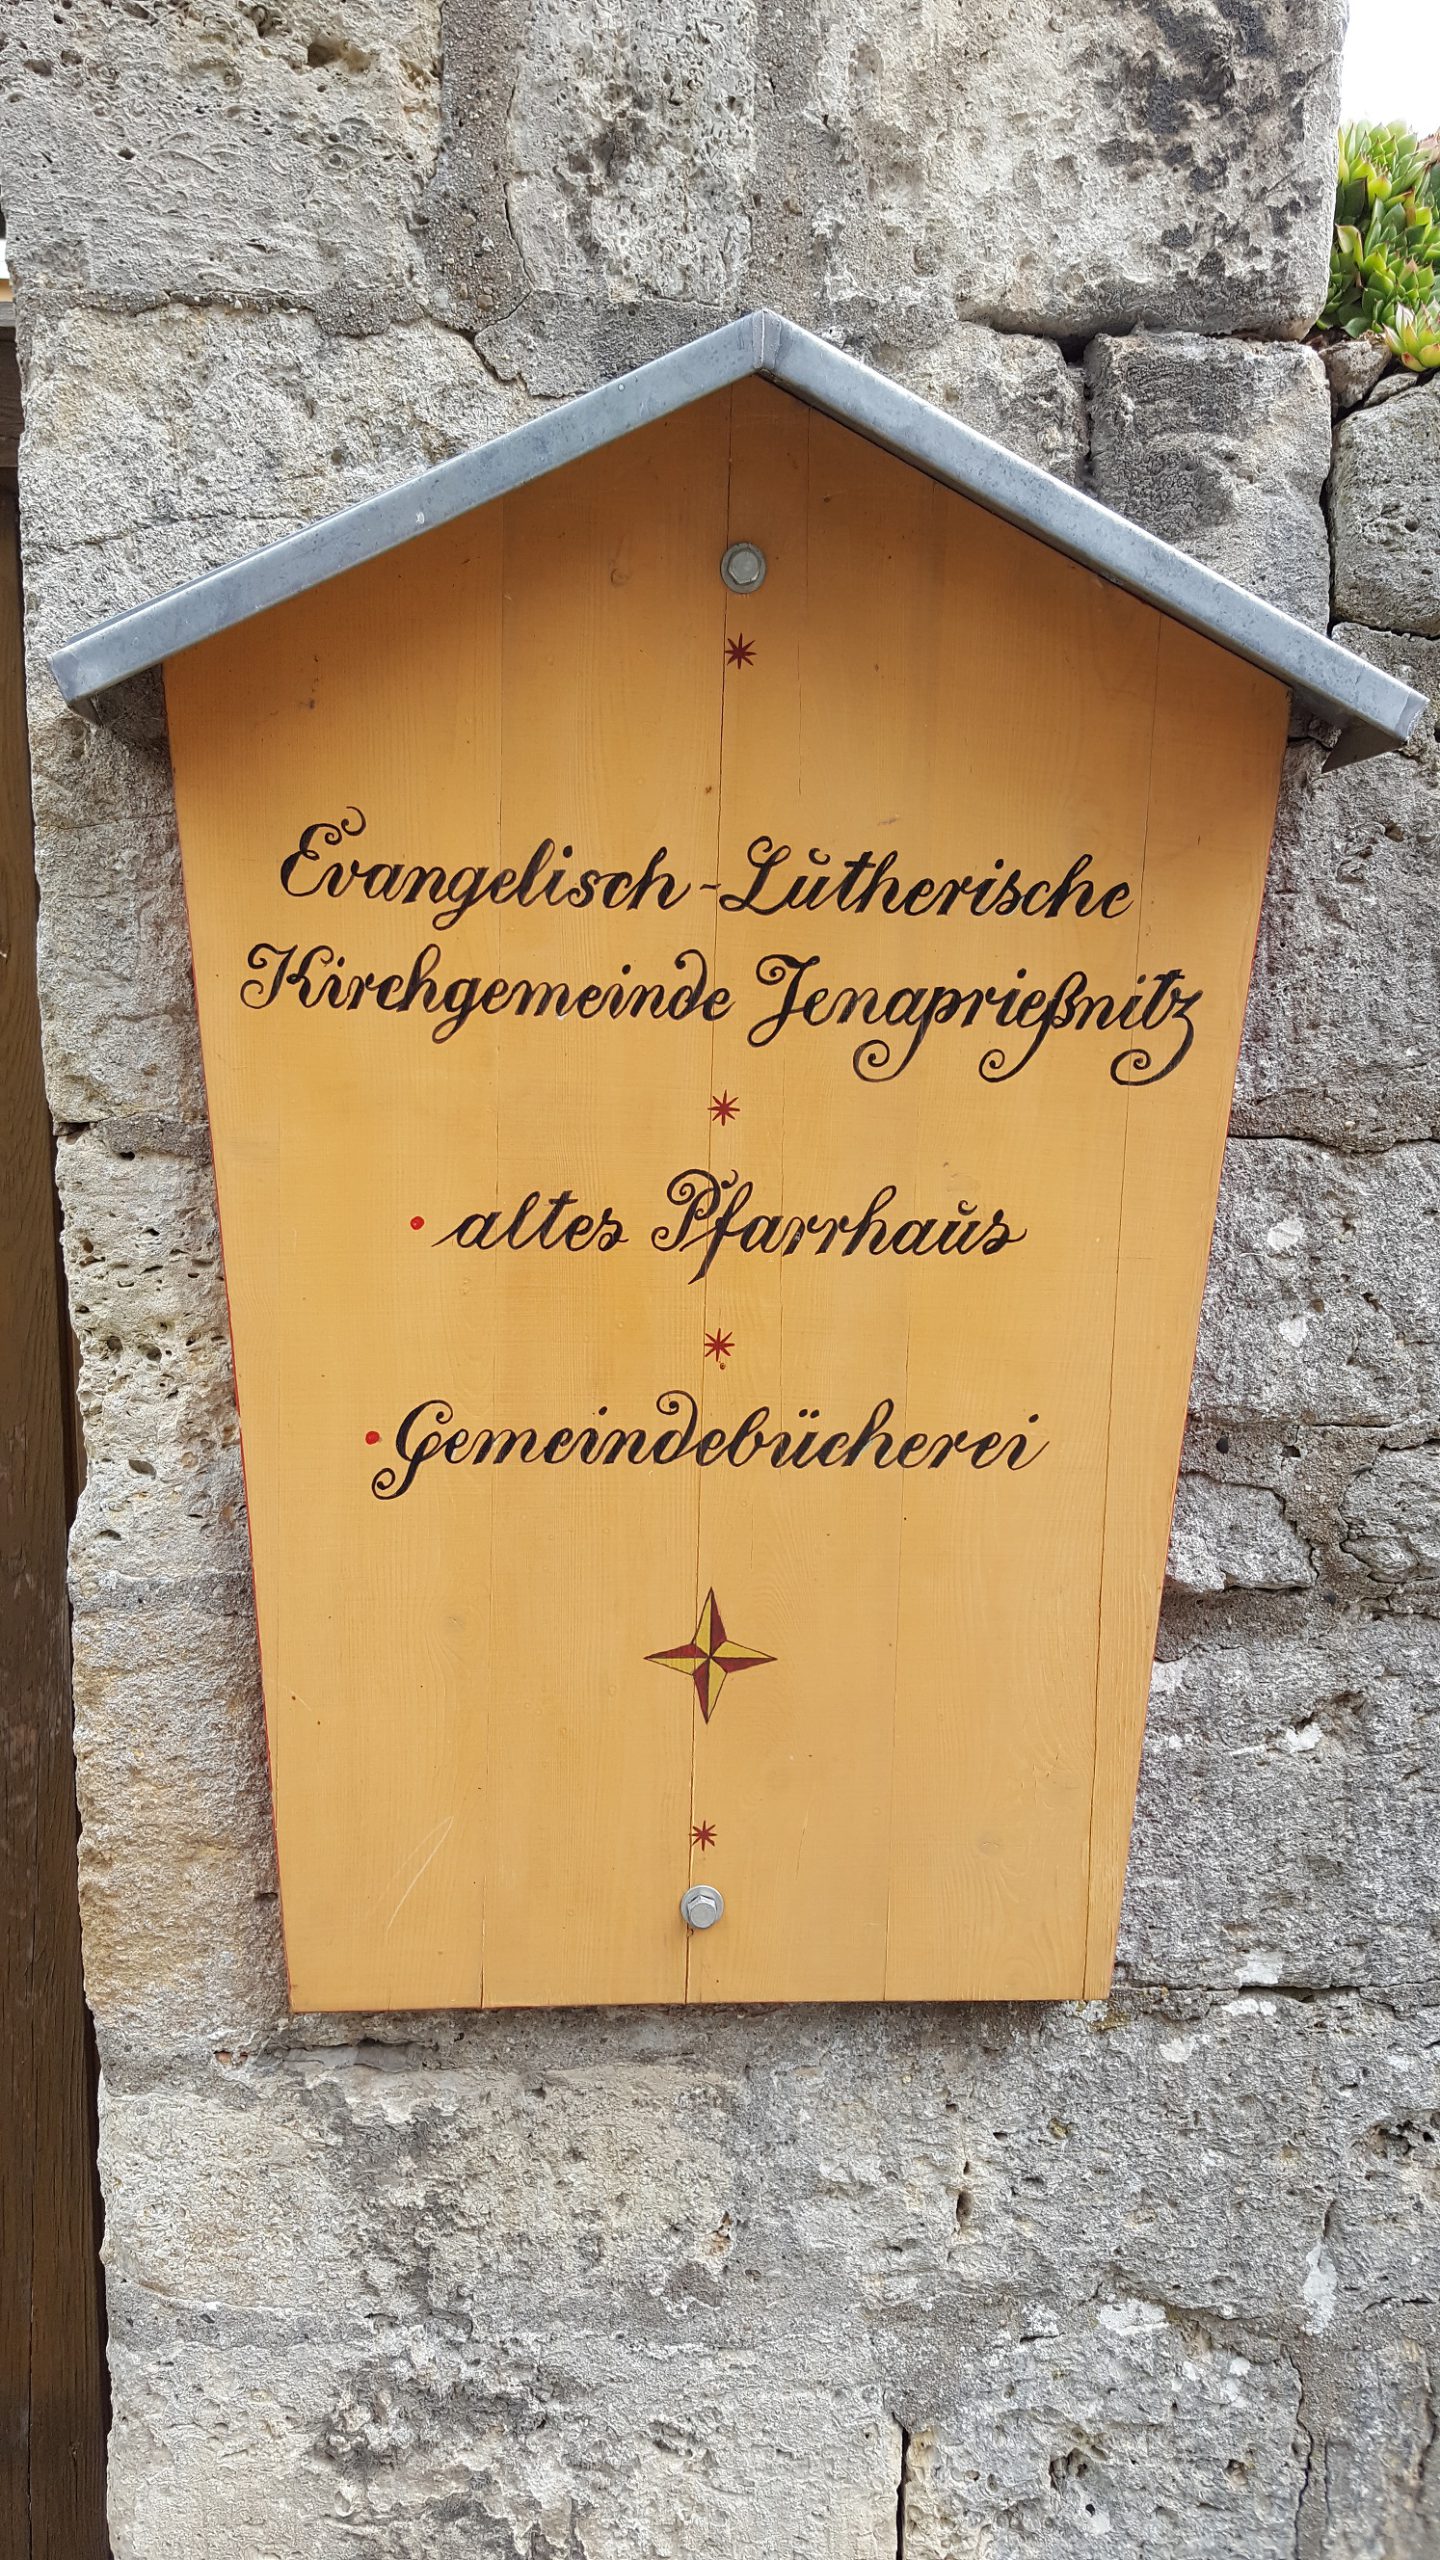 Evangelisch-Lutherische
Kirchgemeinde Jenaprießnitz
• altes Pfarrhaus
• Gemeindebücherei